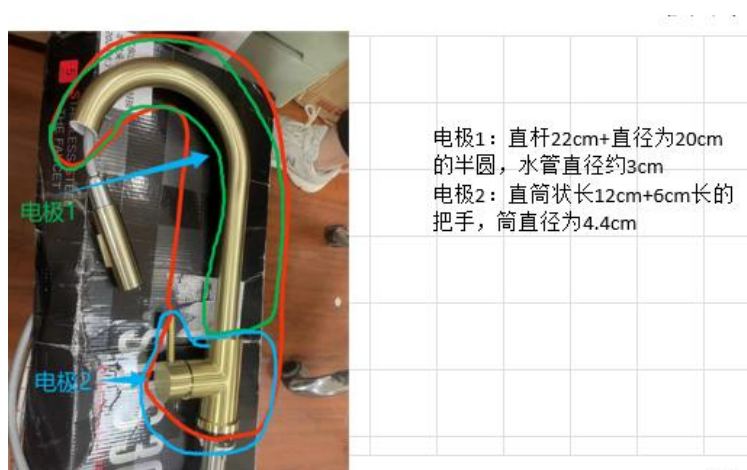 电极1：直杆22cm+直径为20cm
的半圆，水管直径约3cm
电极2：直筒状长12cm+6cm长的
把手，筒直径为4.4cm
电极1
电极2